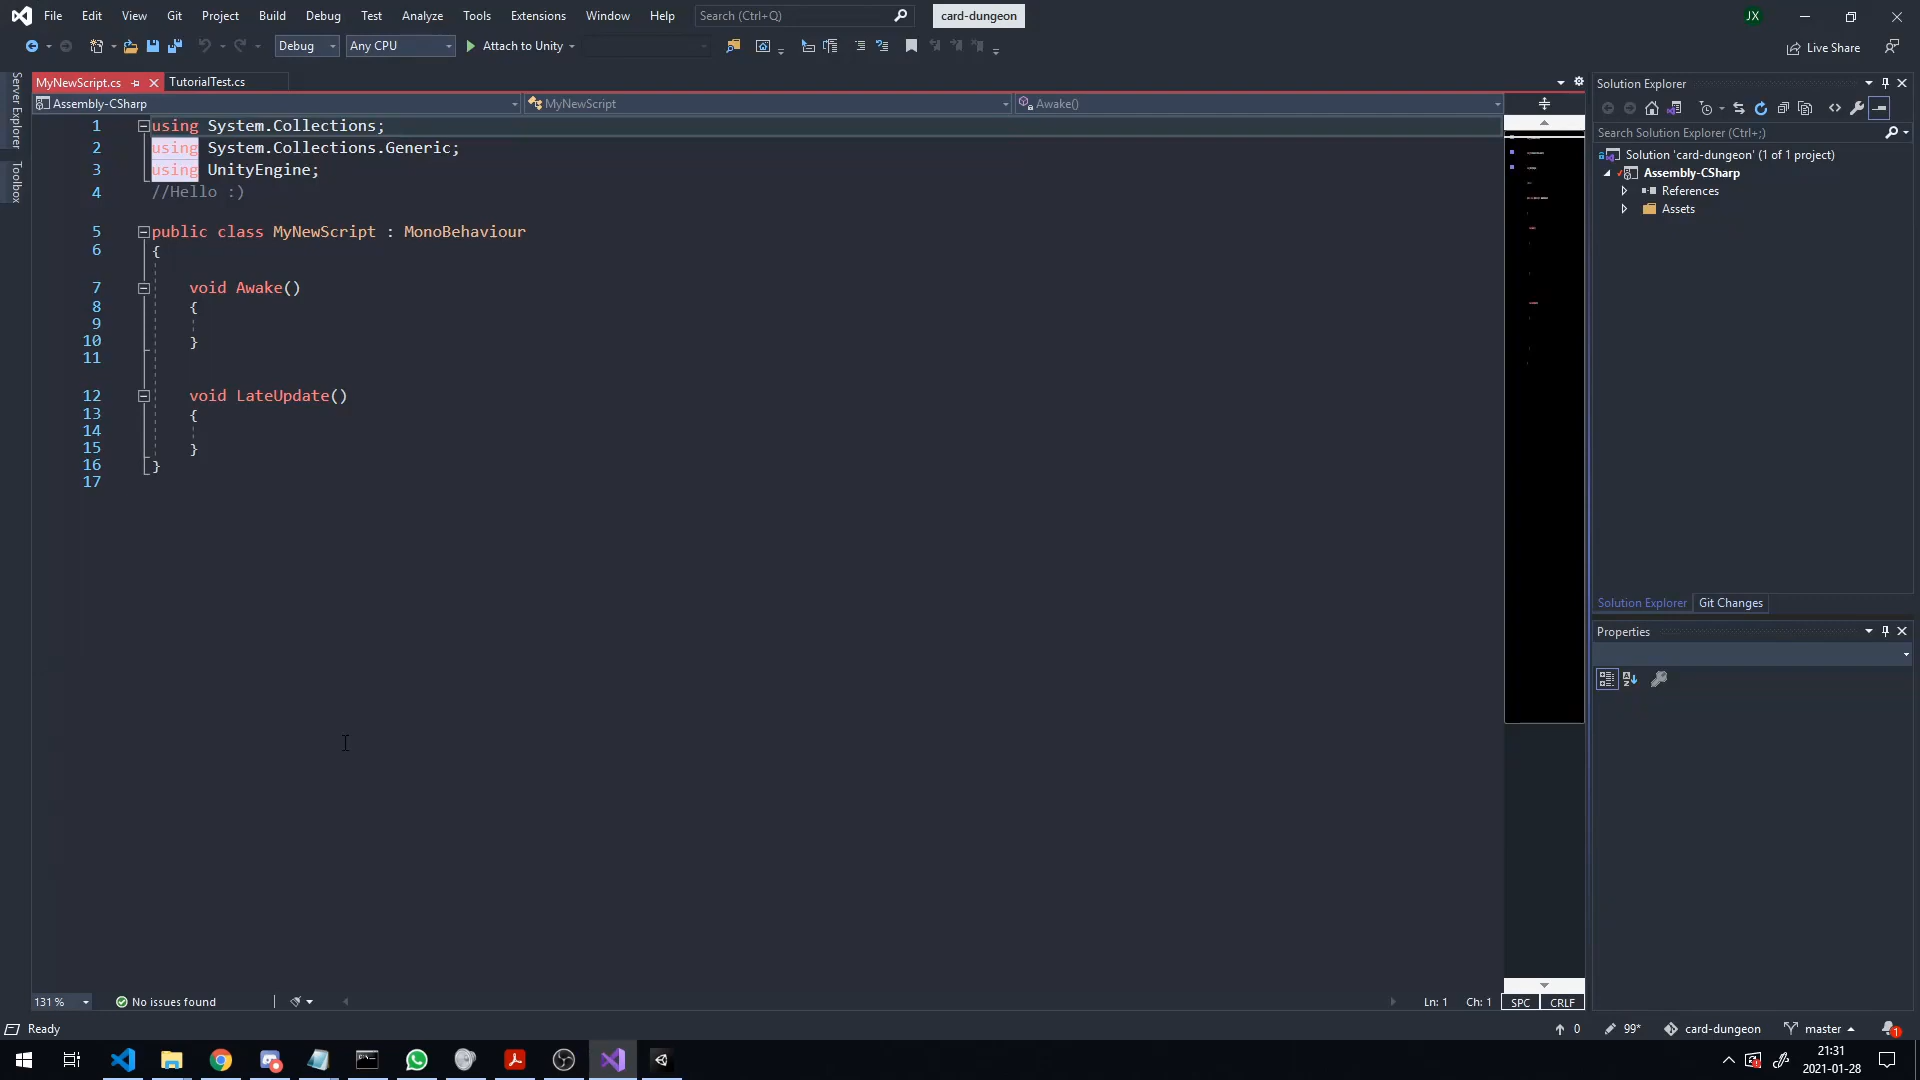 File Edit View Git Project Build Debug Test Analyze Tools Extensions Window Help Search (Ctrl+Q) card-dungeon JX
Debug Any CPU Attach to Unity Live Share
MyNewScript.cs TutorialTest.cs
Assembly-CSharp MyNewScript Awake()
Server Explorer
Toolbox
1 using System.Collections;
2 using System.Collections.Generic;
3 using UnityEngine;
4 //Hello :)
5 public class MyNewScript : MonoBehaviour
6 {
7 void Awake()
8 {
9
10 }
11
12 void LateUpdate()
13 {
14
15 }
16 }
17
Solution Explorer
Search Solution Explorer (Ctrl+;)
Solution 'card-dungeon' (1 of 1 project)
Assembly-CSharp
References
Assets
Solution Explorer Git Changes
Properties
131 % No issues found Ln: 1 Ch: 1 SPC CRLF
Ready 0 99* card-dungeon master 1
21:31
2021-01-28